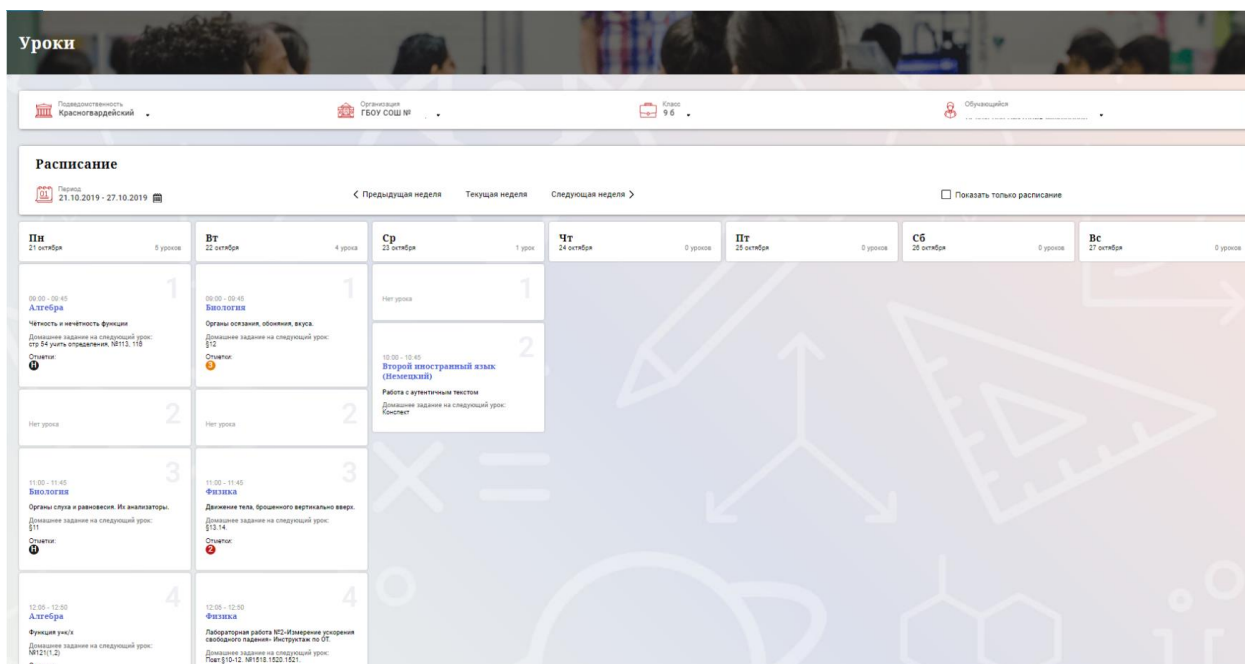 Уроки
Подведомственность
Красногвардейский
Организация
ГБОУ СОШ №
Класс
9 б
Обучающийся
Расписание
Период
21.10.2019 - 27.10.2019
Предыдущая неделя
Текущая неделя
Следующая неделя
Показать только расписание
Пн
21 октября
5 уроков
Вт
22 октября
4 урока
Ср
23 октября
1 урок
Чт
24 октября
0 уроков
Пт
25 октября
0 уроков
Сб
26 октября
0 уроков
Вс
27 октября
0 уроков
1
09:00 - 09:45
Алгебра
Чётность и нечётность функции
Домашнее задание на следующий урок:
стр 54 учить определения, №113, 115
Отметки:
Н
2
Нет урока
3
11:00 - 11:45
Биология
Органы слуха и равновесия. Их анализаторы.
Домашнее задание на следующий урок:
§11
Отметки:
Н
4
12:05 - 12:50
Алгебра
Функция y=к/x
Домашнее задание на следующий урок:
№121(1,2)
1
09:00 - 09:45
Биология
Органы осязания, обоняния, вкуса.
Домашнее задание на следующий урок:
§12
Отметки:
3
2
Нет урока
3
11:00 - 11:45
Физика
Движение тела, брошенного вертикально вверх.
Домашнее задание на следующий урок:
§13.14.
Отметки:
2
4
12:05 - 12:50
Физика
Лабораторная работа №2«Измерение ускорения
свободного падения» Инструктаж по ОТ.
Домашнее задание на следующий урок:
Повт.§10-12. №1518.1520.1521.
1
Нет урока
2
10:00 - 10:45
Второй иностранный язык
(Немецкий)
Работа с аутентичным текстом
Домашнее задание на следующий урок:
Конспект